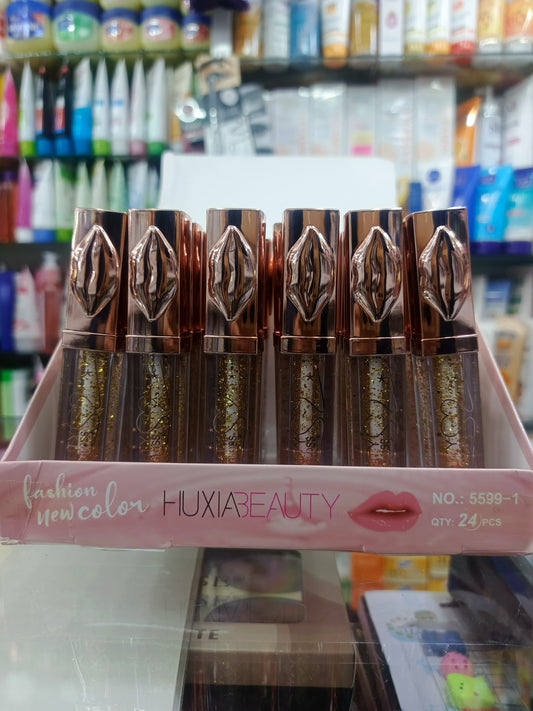 fashion
new color
HUXIABEAUTY
NO.: 5599-1
QTY: 24 PCS